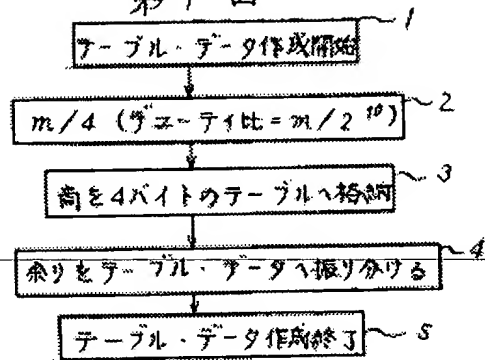 第1図
テーブル・データ作成開始
1
m/4 (デューティ比=m/2¹⁰)
2
商を4バイトのテーブルへ格納
3
余りをテーブル・データへ振り分ける
4
テーブル・データ作成終了
5